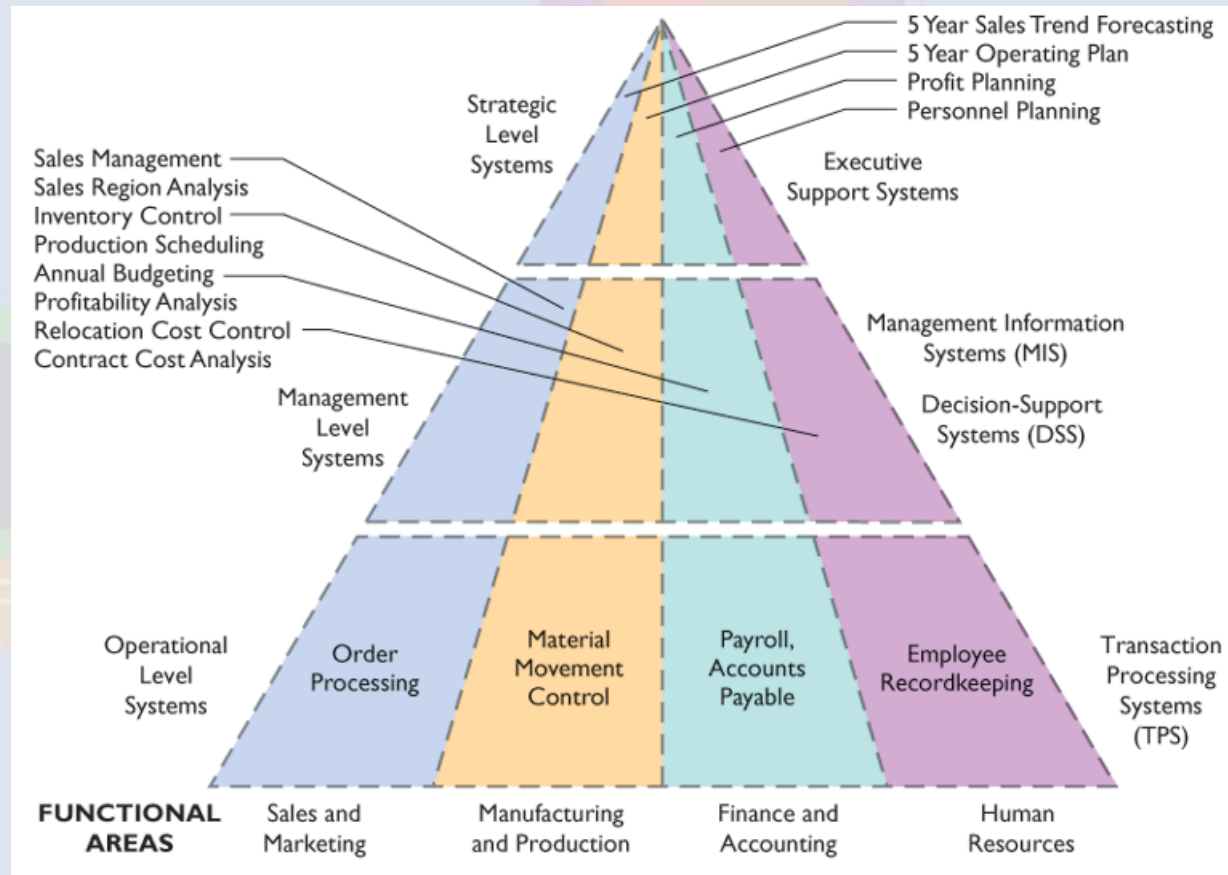 5 Year Sales Trend Forecasting
5 Year Operating Plan
Profit Planning
Personnel Planning
Strategic
Level
Systems
Executive
Support Systems
Sales Management
Sales Region Analysis
Inventory Control
Production Scheduling
Annual Budgeting
Profitability Analysis
Relocation Cost Control
Contract Cost Analysis
Management
Level
Systems
Management Information
Systems (MIS)
Decision-Support
Systems (DSS)
Operational
Level
Systems
Order
Processing
Material
Movement
Control
Payroll,
Accounts
Payable
Employee
Recordkeeping
Transaction
Processing
Systems
(TPS)
FUNCTIONAL
AREAS
Sales and
Marketing
Manufacturing
and Production
Finance and
Accounting
Human
Resources